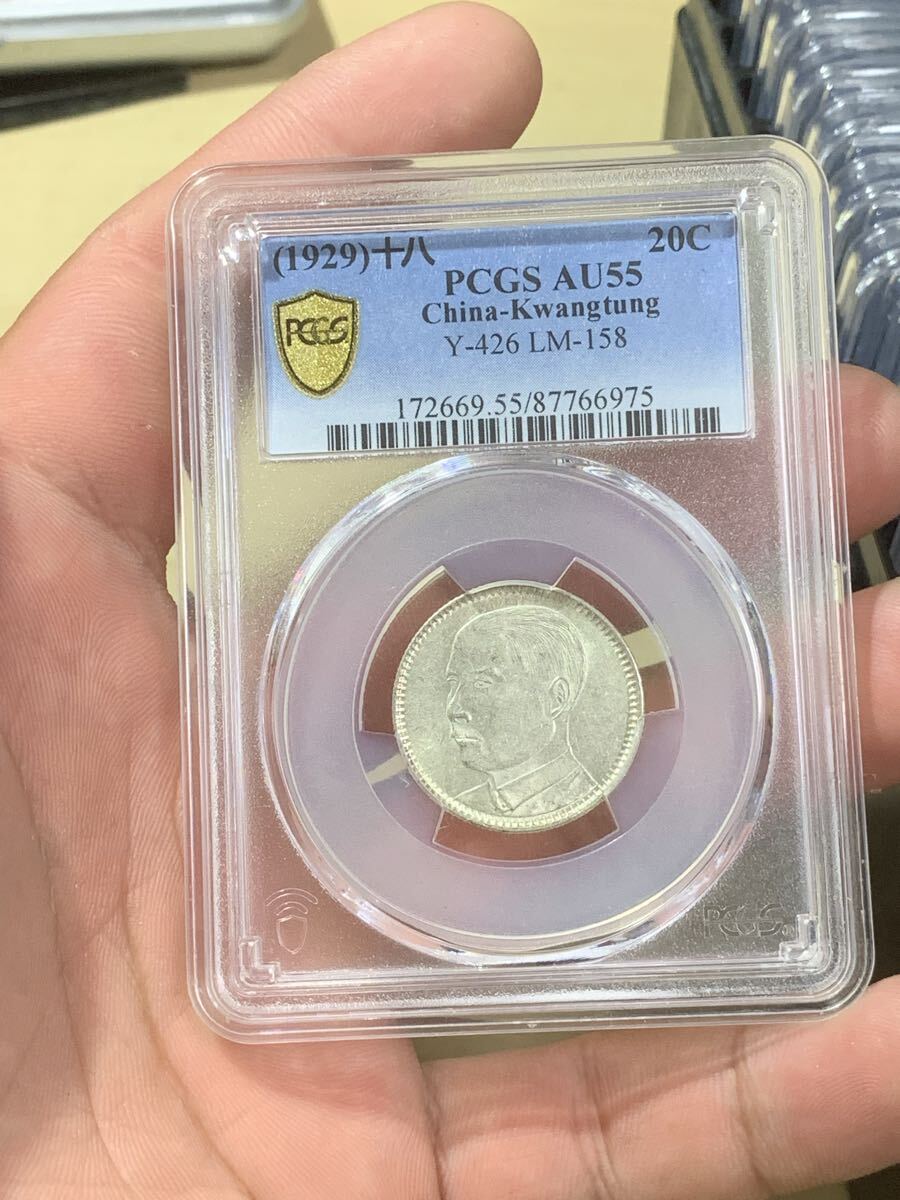 (1929)十八 20C
PCGS AU55
China-Kwangtung
Y-426 LM-158
PCGS
172669.55/87766975
PCGS